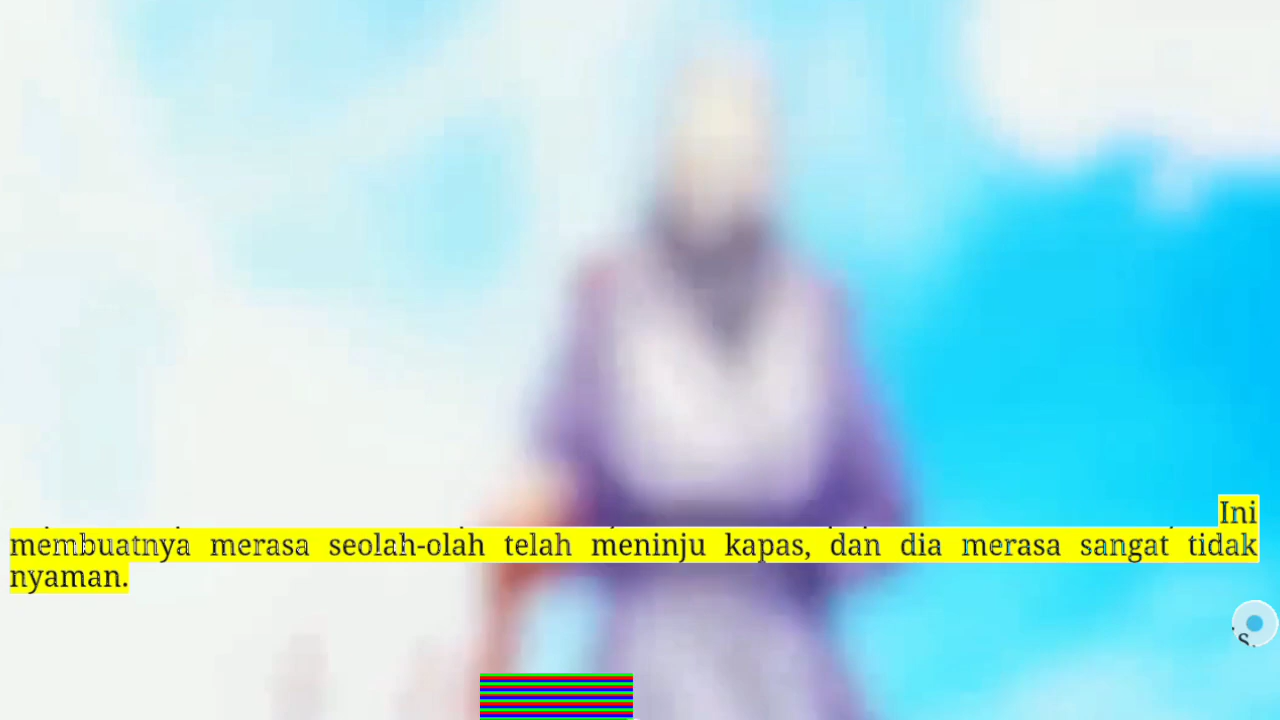 Ini
membuatnya merasa seolah-olah telah meninju kapas, dan dia merasa sangat tidak
nyaman.